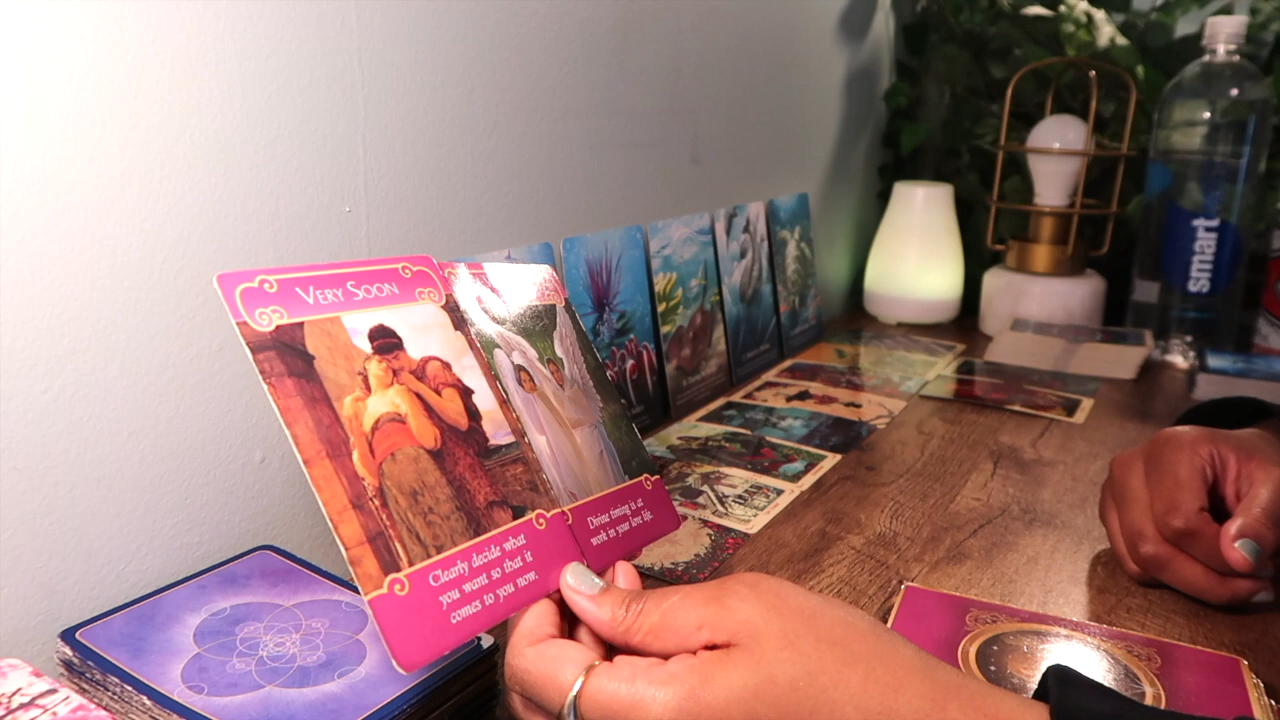 VERY SOON
Clearly decide what
you want so that it
comes to you now.
Divine timing is at
work in your love life.
smart